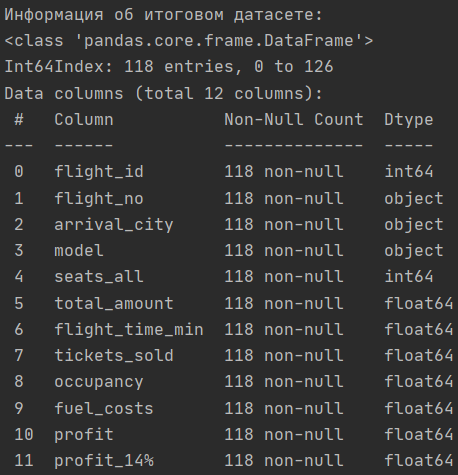 Информация об итоговом датасете:
<class 'pandas.core.frame.DataFrame'>
Int64Index: 118 entries, 0 to 126
Data columns (total 12 columns):
 #   Column           Non-Null Count  Dtype
---  ------           --------------  -----
 0   flight_id        118 non-null    int64
 1   flight_no        118 non-null    object
 2   arrival_city     118 non-null    object
 3   model            118 non-null    object
 4   seats_all        118 non-null    int64
 5   total_amount     118 non-null    float64
 6   flight_time_min  118 non-null    float64
 7   tickets_sold     118 non-null    float64
 8   occupancy        118 non-null    float64
 9   fuel_costs       118 non-null    float64
 10  profit           118 non-null    float64
 11  profit_14%       118 non-null    float64